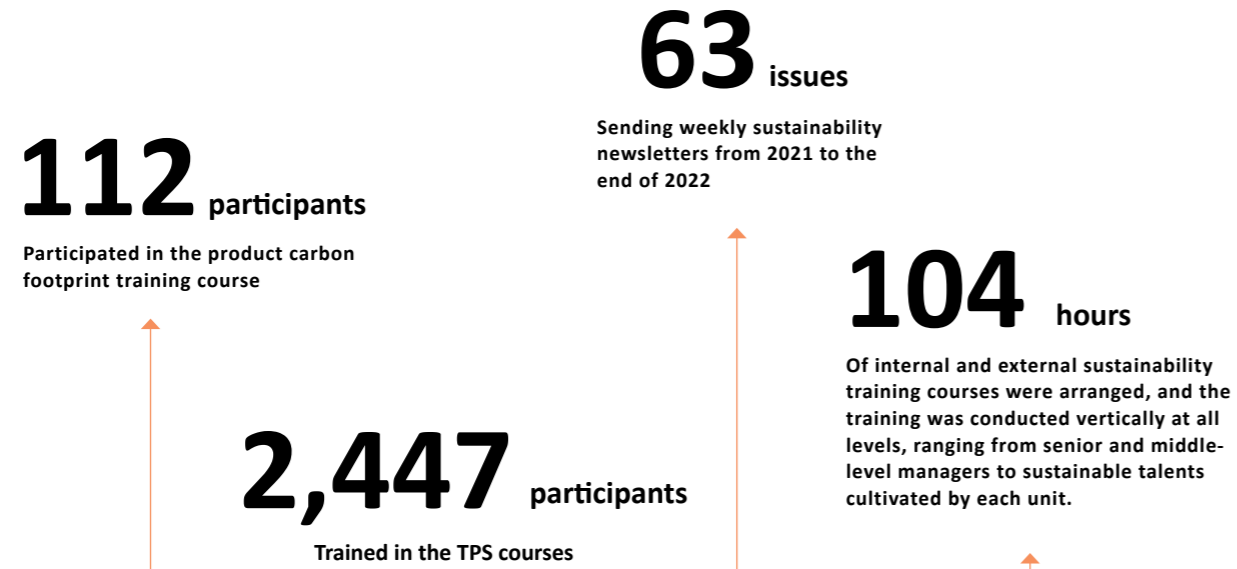 63 issues
Sending weekly sustainability
newsletters from 2021 to the
end of 2022
112 participants
Participated in the product carbon
footprint training course
104 hours
Of internal and external sustainability
training courses were arranged, and the
training was conducted vertically at all
levels, ranging from senior and middle-
level managers to sustainable talents
cultivated by each unit.
2,447 participants
Trained in the TPS courses